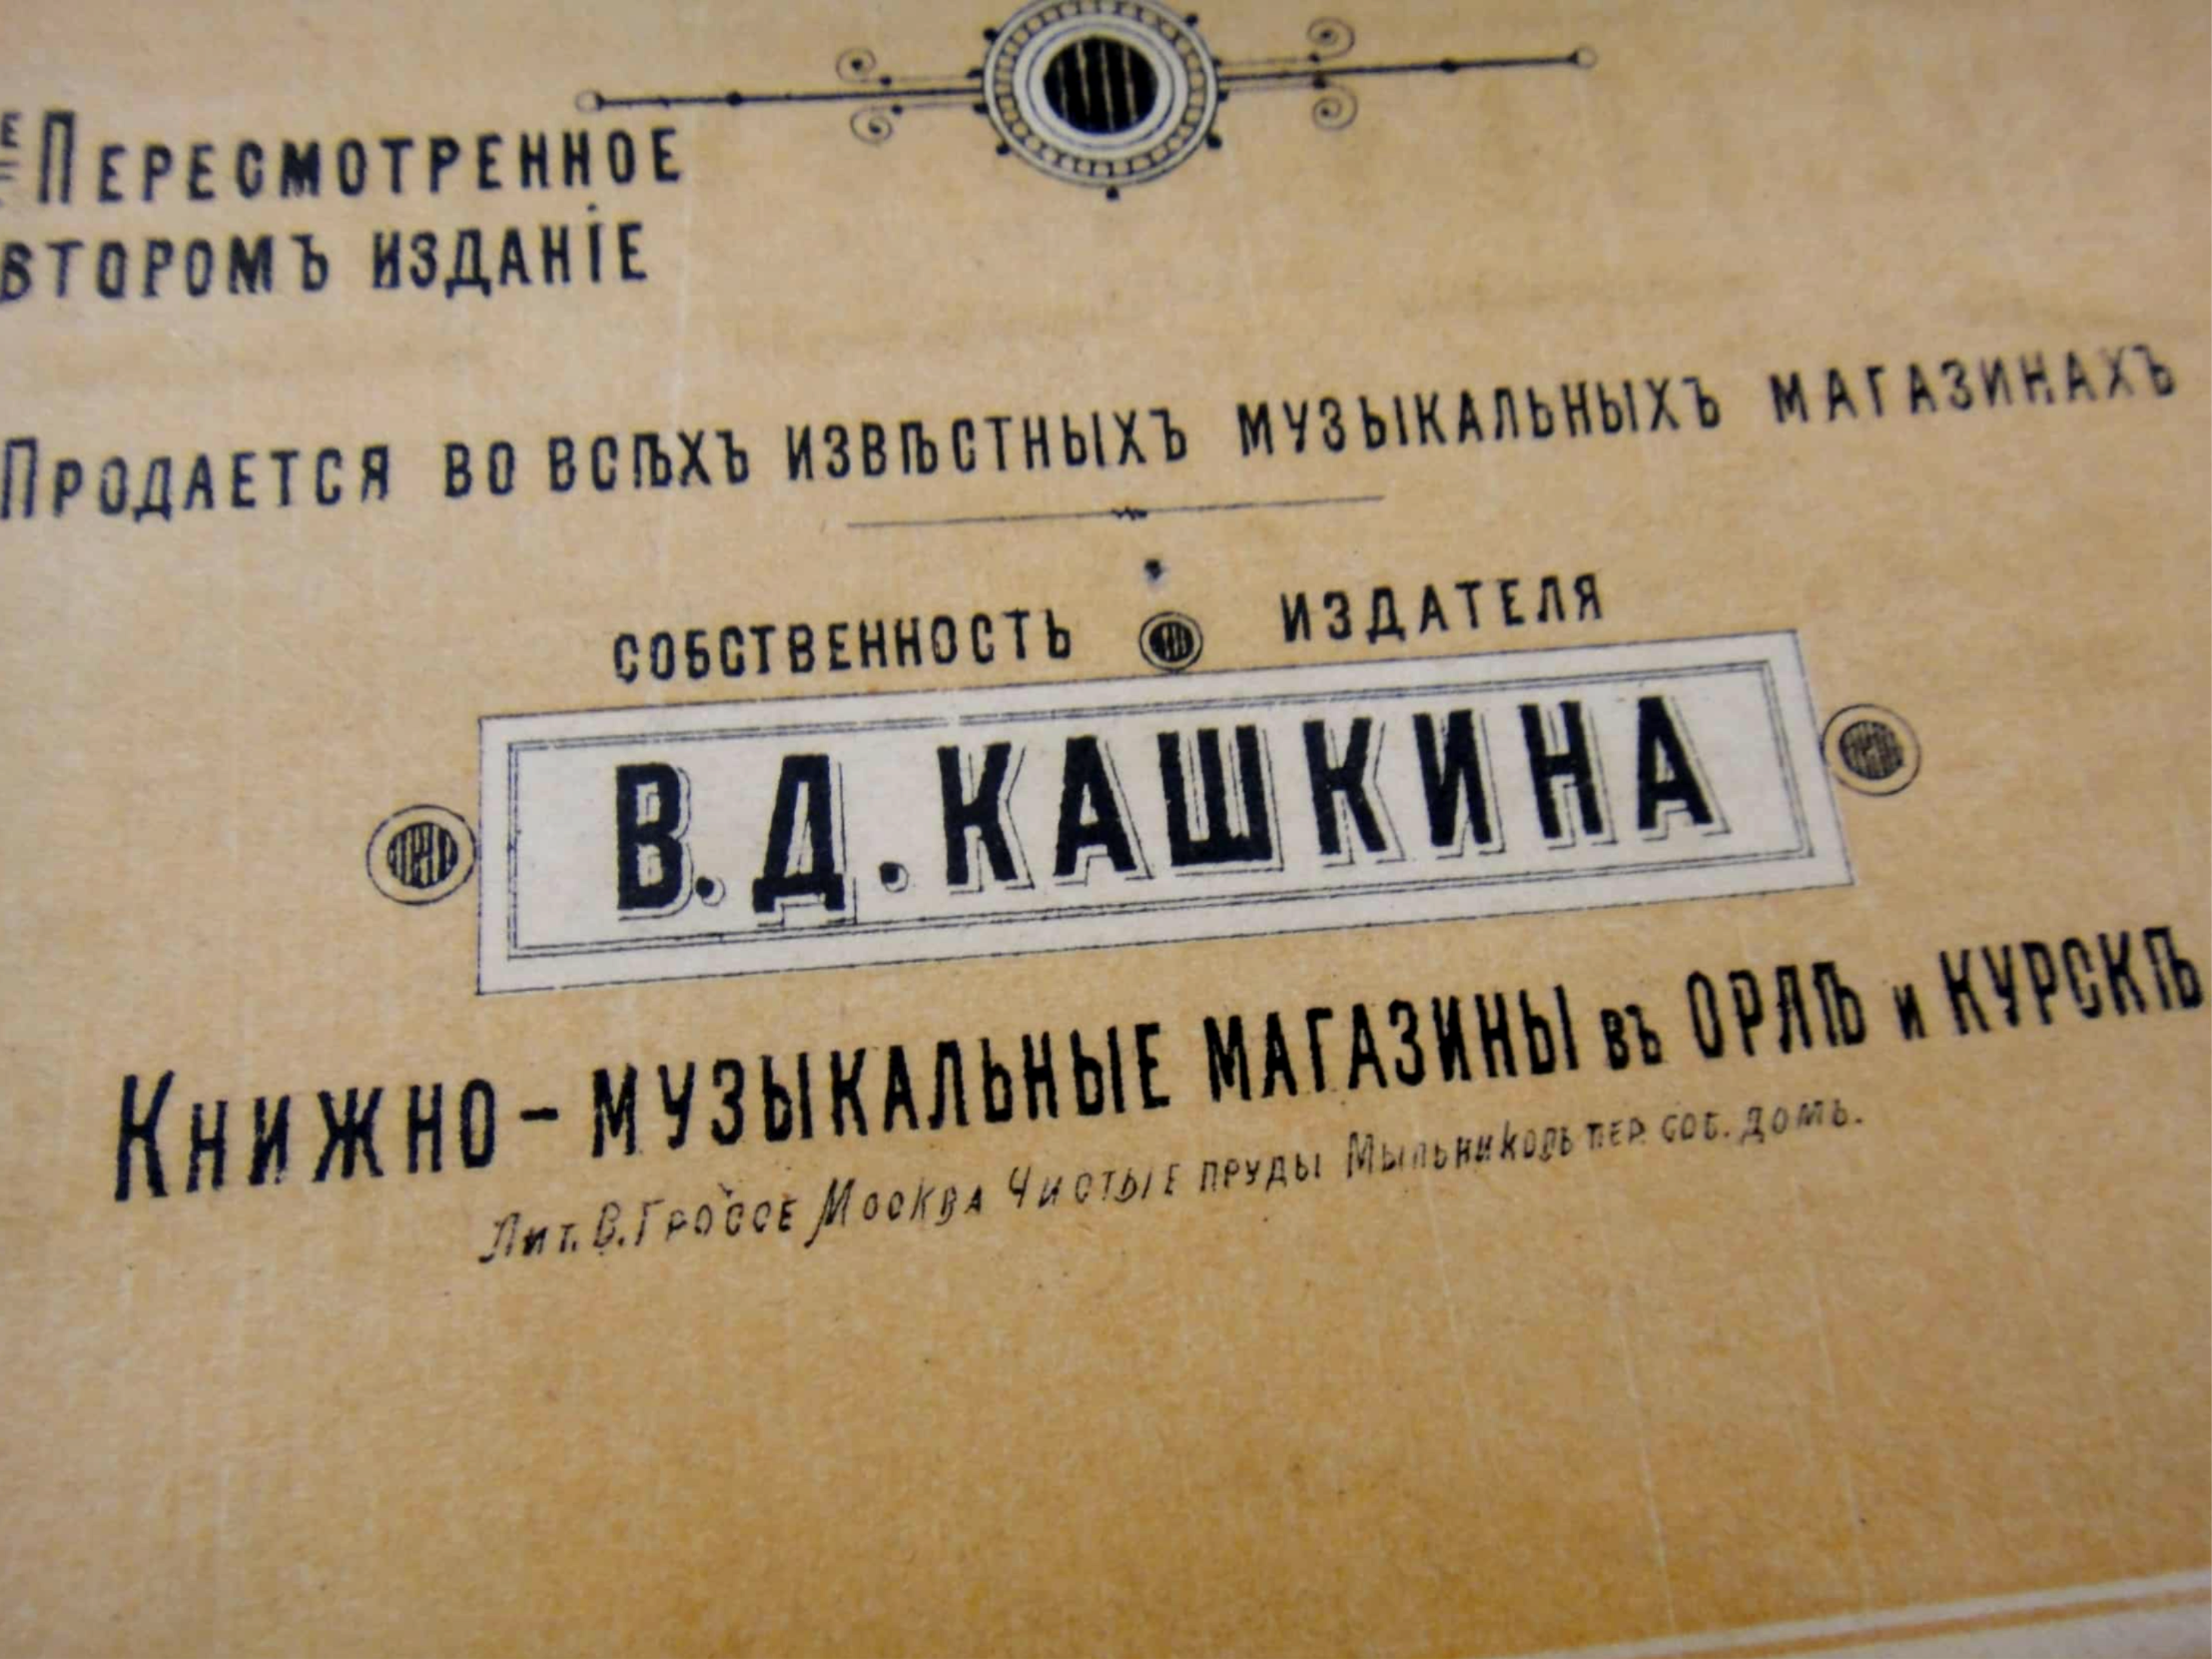 Пересмотренное
второмъ изданіе
Продается во всѣхъ извѣстныхъ музыкальныхъ магазинахъ
собственность издателя
В.Д.КАШКИНА
Книжно-музыкальные магазины въ Орлѣ и Курскѣ
Лит. В. Гроссе Москва Чистые пруды Мыльниковъ пер. соб. домъ.